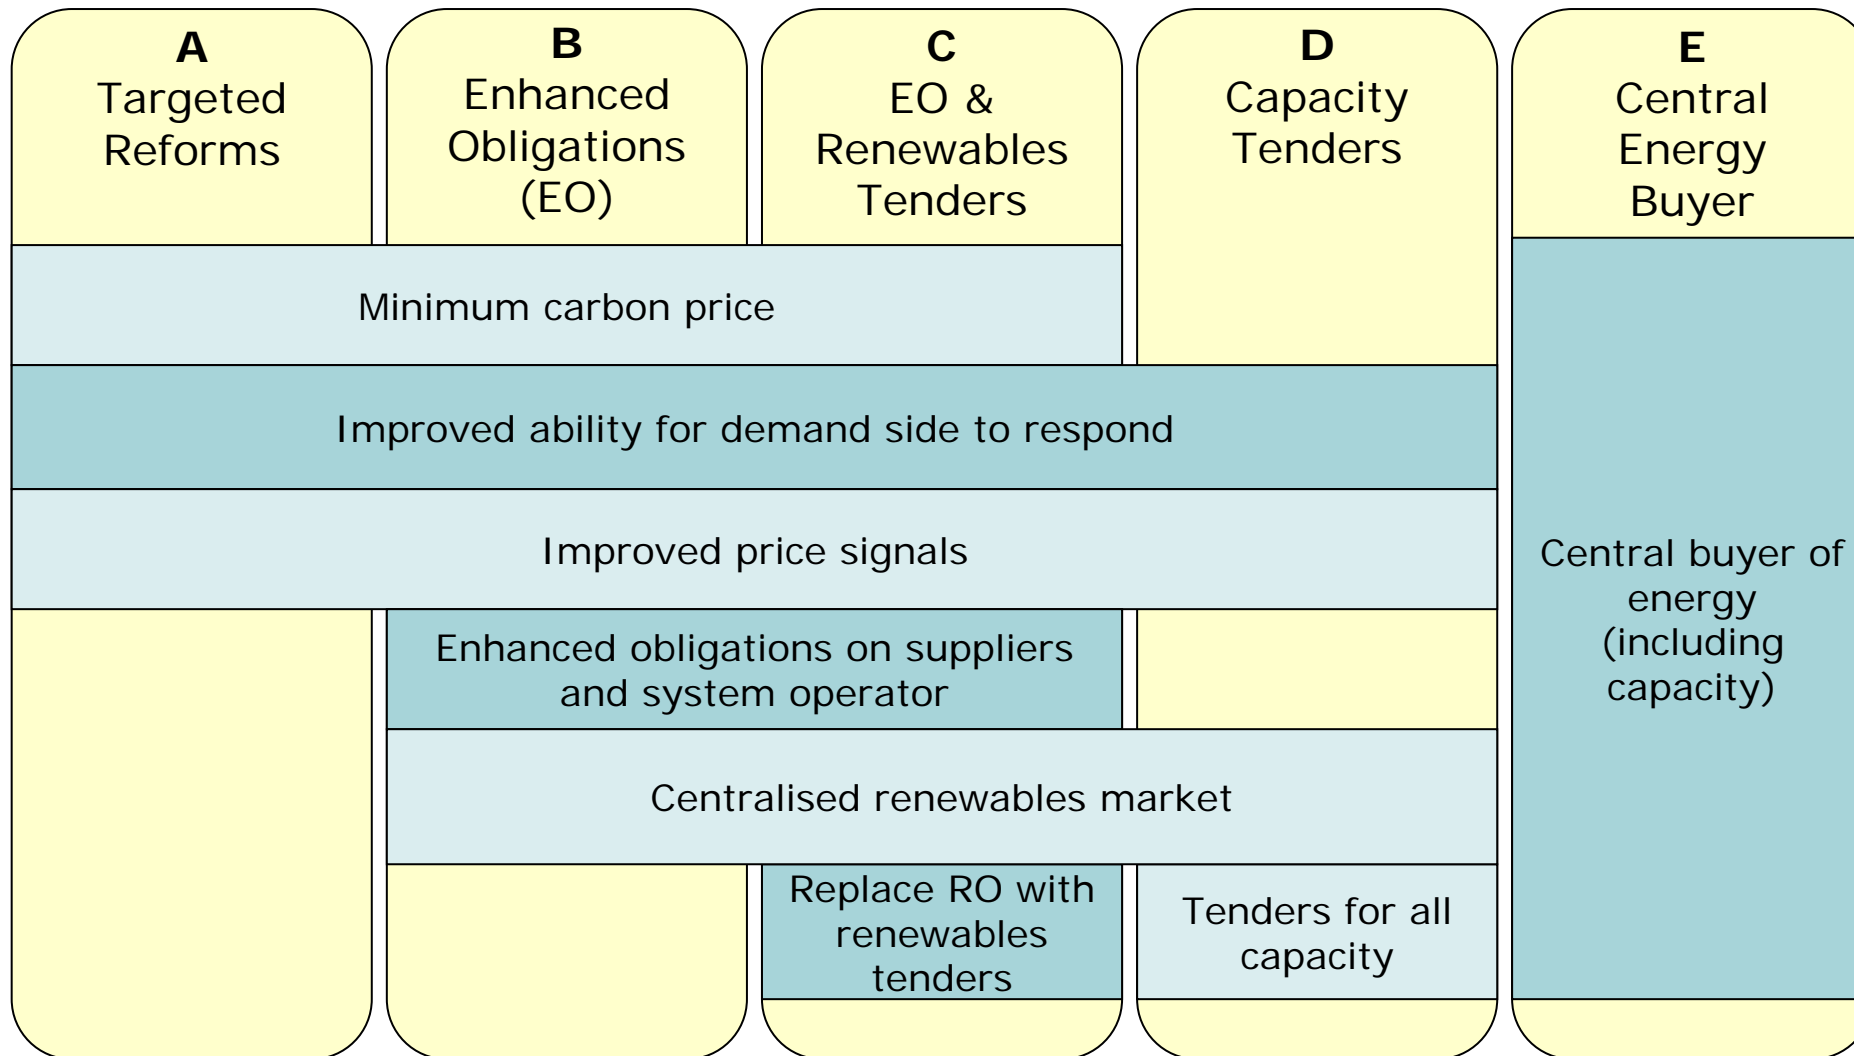 A
Targeted
Reforms
B
Enhanced
Obligations
(EO)
C
EO &
Renewables
Tenders
D
Capacity
Tenders
E
Central
Energy
Buyer
Minimum carbon price
Improved ability for demand side to respond
Improved price signals
Enhanced obligations on suppliers
and system operator
Centralised renewables market
Replace RO with
renewables
tenders
Tenders for all
capacity
Central buyer of
energy
(including
capacity)